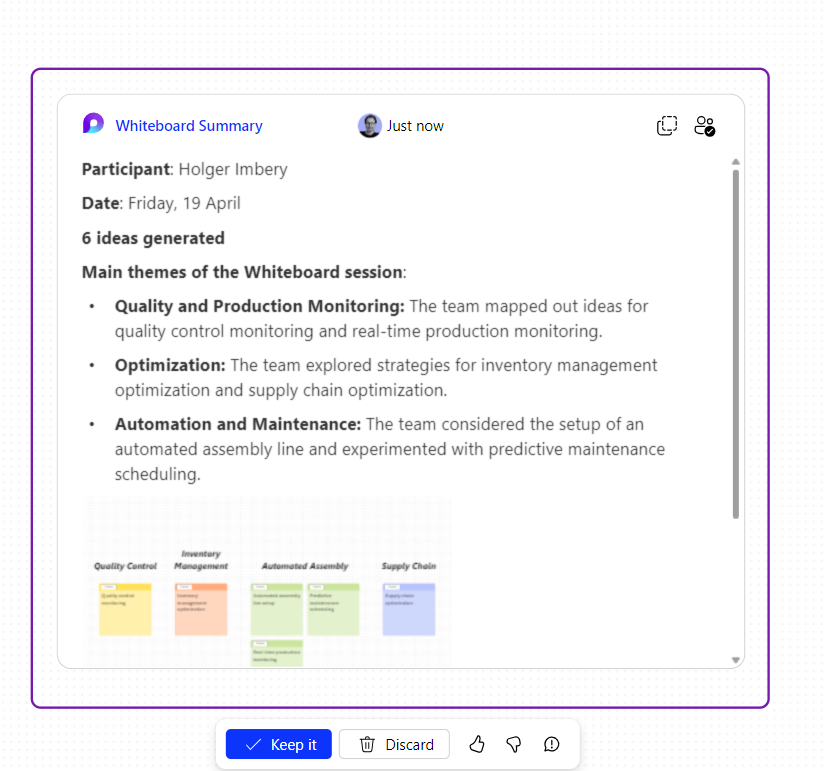 Whiteboard Summary
Just now
Participant: Holger Imbery
Date: Friday, 19 April
6 ideas generated
Main themes of the Whiteboard session:
• Quality and Production Monitoring: The team mapped out ideas for
quality control monitoring and real-time production monitoring.
• Optimization: The team explored strategies for inventory management
optimization and supply chain optimization.
• Automation and Maintenance: The team considered the setup of an
automated assembly line and experimented with predictive maintenance
scheduling.
Quality Control
Inventory
Management
Automated Assembly
Supply Chain
Quality control
monitoring
Inventory
management
optimization
Automated assembly
line setup
Predictive
maintenance
scheduling
Supply chain
optimization
Real-time production
monitoring
Keep it
Discard